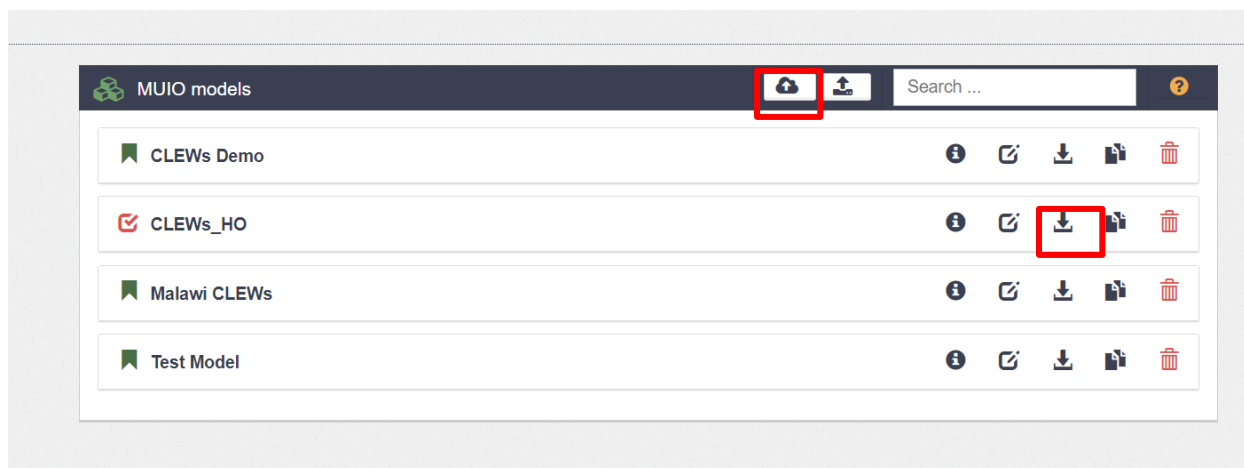 MUIO models
Search ...
CLEWs Demo
CLEWs_HO
Malawi CLEWs
Test Model